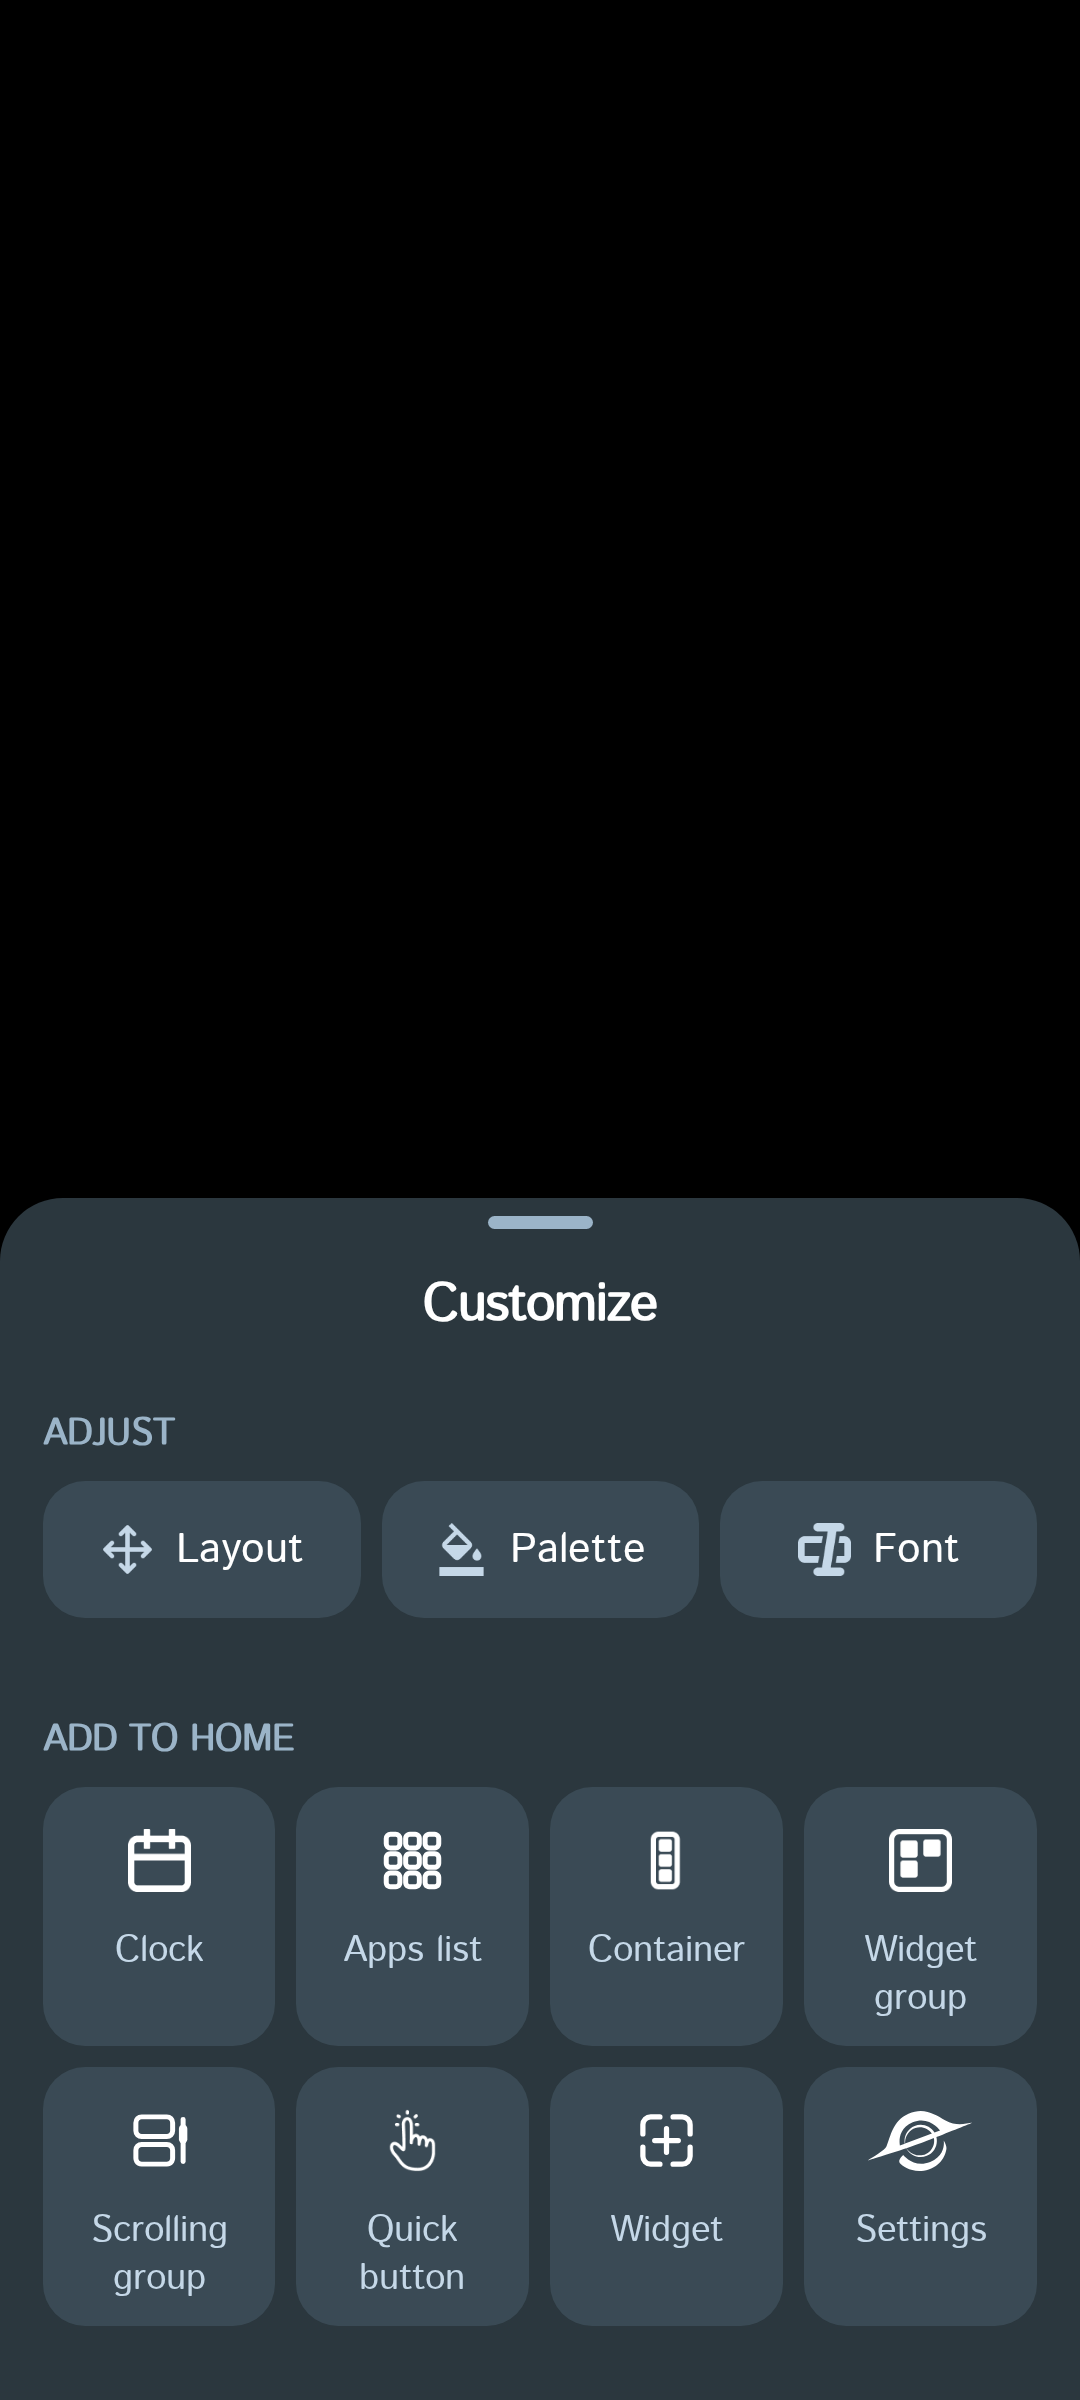 Customize
ADJUST
Layout
Palette
Font
ADD TO HOME
Clock
Apps list
Container
Widget
group
Scrolling
group
Quick
button
Widget
Settings